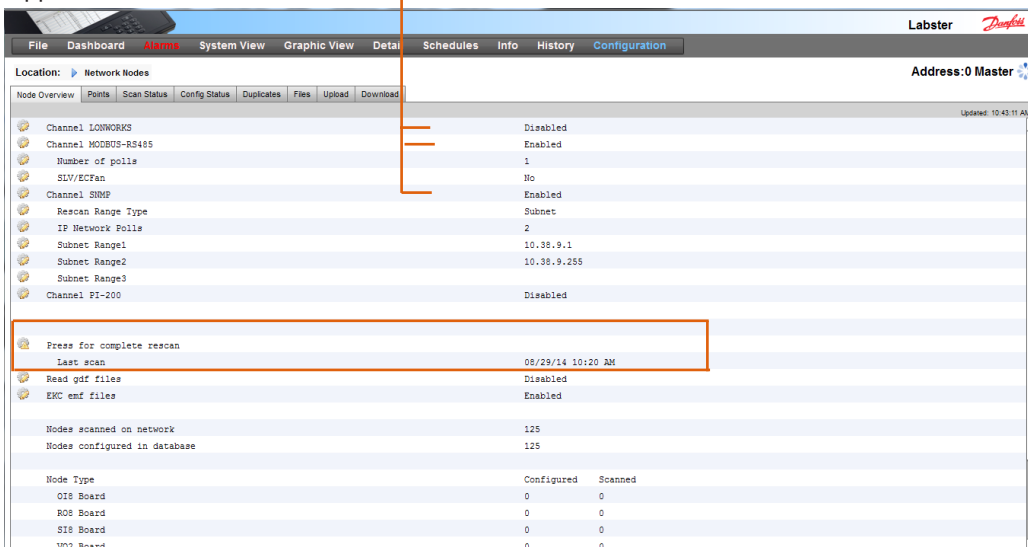 Labster Danfoss
File Dashboard Alarms System View Graphic View Detail Schedules Info History Configuration
Location: Network Nodes Address:0 Master
Node Overview Points Scan Status Config Status Duplicates Files Upload Download
Updated: 10:43:11 AM
Channel LONWORKS Disabled
Channel MODBUS-RS485 Enabled
Number of polls 1
SLV/ECFan No
Channel SNMP Enabled
Rescan Range Type Subnet
IP Network Polls 2
Subnet Range1 10.38.9.1
Subnet Range2 10.38.9.255
Subnet Range3
Channel PI-200 Disabled
Press for complete rescan
Last scan 08/29/14 10:20 AM
Read gdf files Disabled
EKC emf files Enabled
Nodes scanned on network 125
Nodes configured in database 125
Node Type Configured Scanned
OI8 Board 0 0
RO8 Board 0 0
SI8 Board 0 0
VO2 Board 0 0